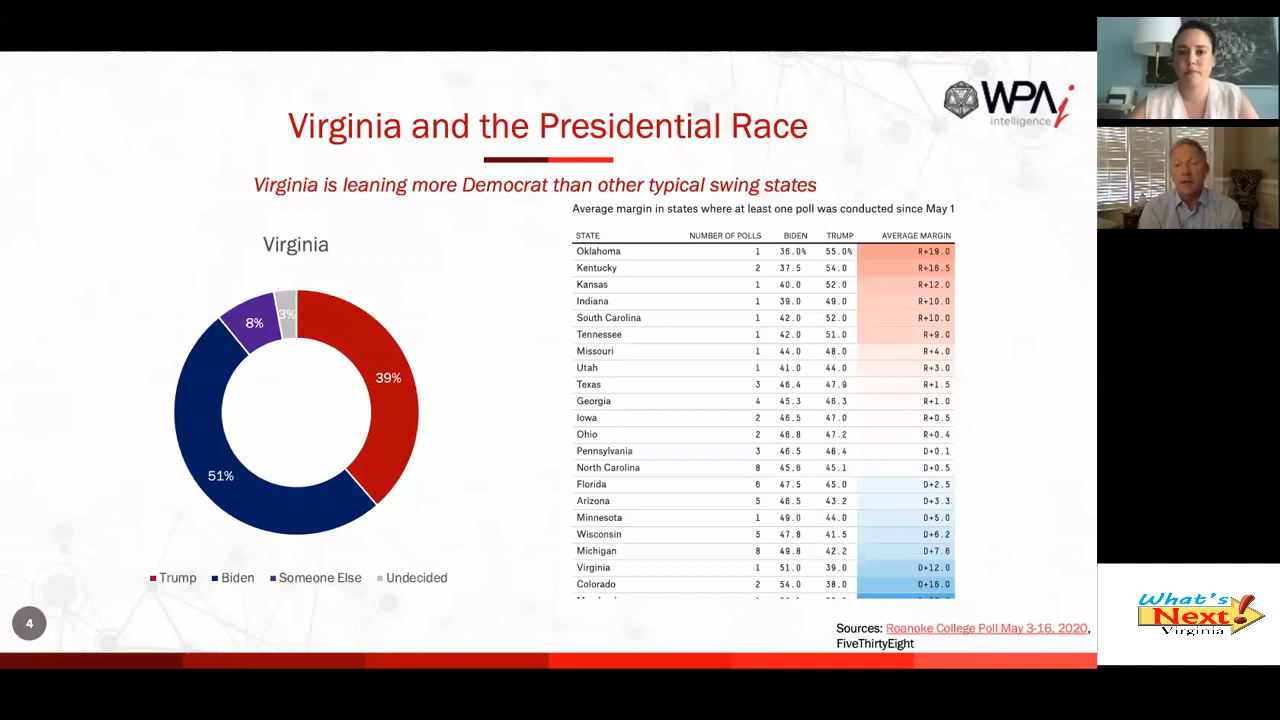 WPAi
intelligence
Virginia and the Presidential Race
Virginia is leaning more Democrat than other typical swing states
Virginia
3%
8%
39%
51%
Trump Biden Someone Else Undecided
Average margin in states where at least one poll was conducted since May 1
STATE NUMBER OF POLLS BIDEN TRUMP AVERAGE MARGIN
Oklahoma 1 36.0% 55.0% R+19.0
Kentucky 2 37.5 54.0 R+16.5
Kansas 1 40.0 52.0 R+12.0
Indiana 1 39.0 49.0 R+10.0
South Carolina 1 42.0 52.0 R+10.0
Tennessee 1 42.0 51.0 R+9.0
Missouri 1 44.0 48.0 R+4.0
Utah 1 41.0 44.0 R+3.0
Texas 3 46.4 47.9 R+1.5
Georgia 4 45.3 46.3 R+1.0
Iowa 2 46.5 47.0 R+0.5
Ohio 2 46.8 47.2 R+0.4
Pennsylvania 3 46.5 46.4 D+0.1
North Carolina 8 45.6 45.1 D+0.5
Florida 6 47.5 45.0 D+2.5
Arizona 5 46.5 43.2 D+3.3
Minnesota 1 49.0 44.0 D+5.0
Wisconsin 5 47.8 41.5 D+6.2
Michigan 8 49.8 42.2 D+7.6
Virginia 1 51.0 39.0 D+12.0
Colorado 2 54.0 38.0 D+16.0
4
Sources: Roanoke College Poll May 3-16, 2020,
FiveThirtyEight
What's
Next!
Virginia